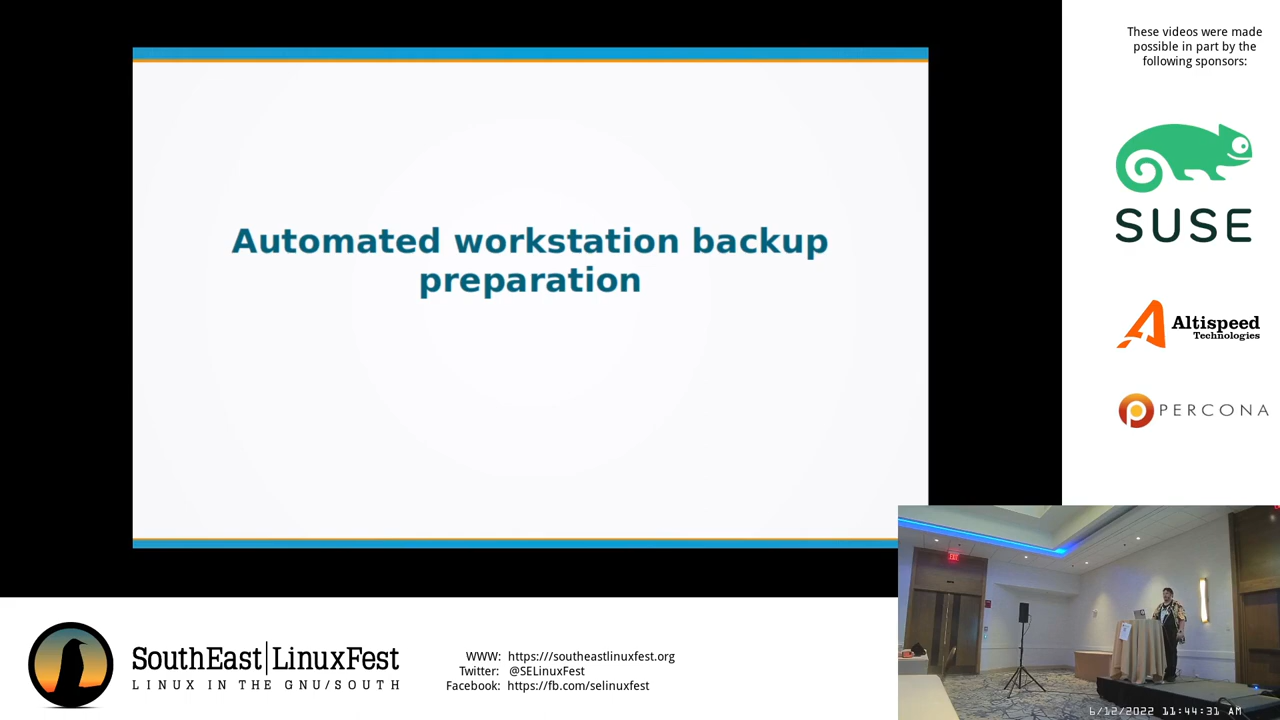 Automated workstation backup
preparation
These videos were made
possible in part by the
following sponsors:
SUSE
Altispeed
Technologies
PERCONA
SouthEast LinuxFest
LINUX IN THE GNU/SOUTH
WWW: https:///southeastlinuxfest.org
Twitter: @SELinuxFest
Facebook: https://fb.com/selinuxfest
EXIT
6/12/2022 11:44:31 AM